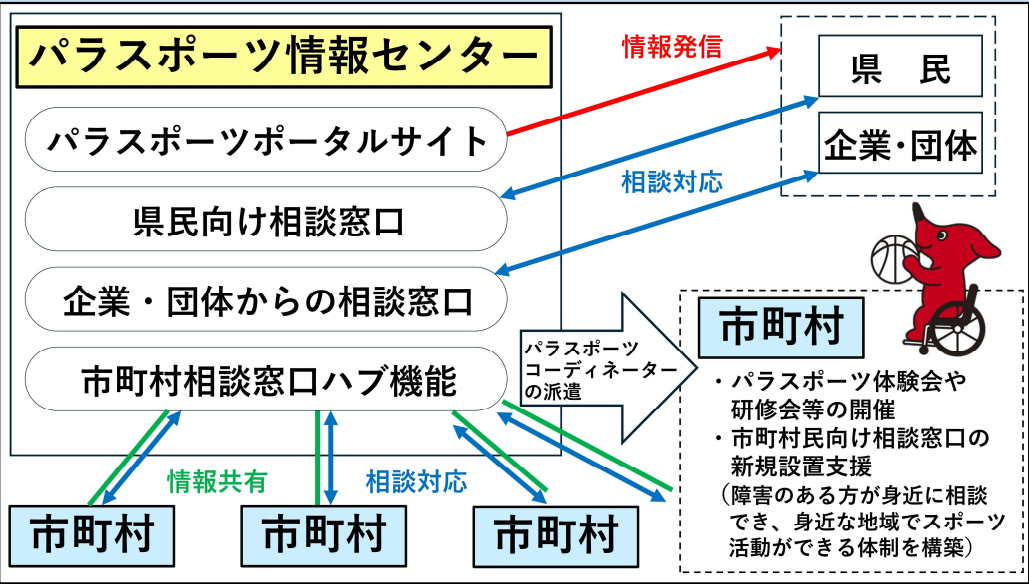 パラスポーツ情報センター
パラスポーツポータルサイト
県民向け相談窓口
企業・団体からの相談窓口
市町村相談窓口ハブ機能
情報発信
県　民
企業・団体
相談対応
パラスポーツ
コーディネーター
の派遣
市町村
・パラスポーツ体験会や
研修会等の開催
・市町村民向け相談窓口の
新規設置支援
（障害のある方が身近に相談
でき、身近な地域でスポーツ
活動ができる体制を構築）
情報共有
相談対応
市町村
市町村
市町村